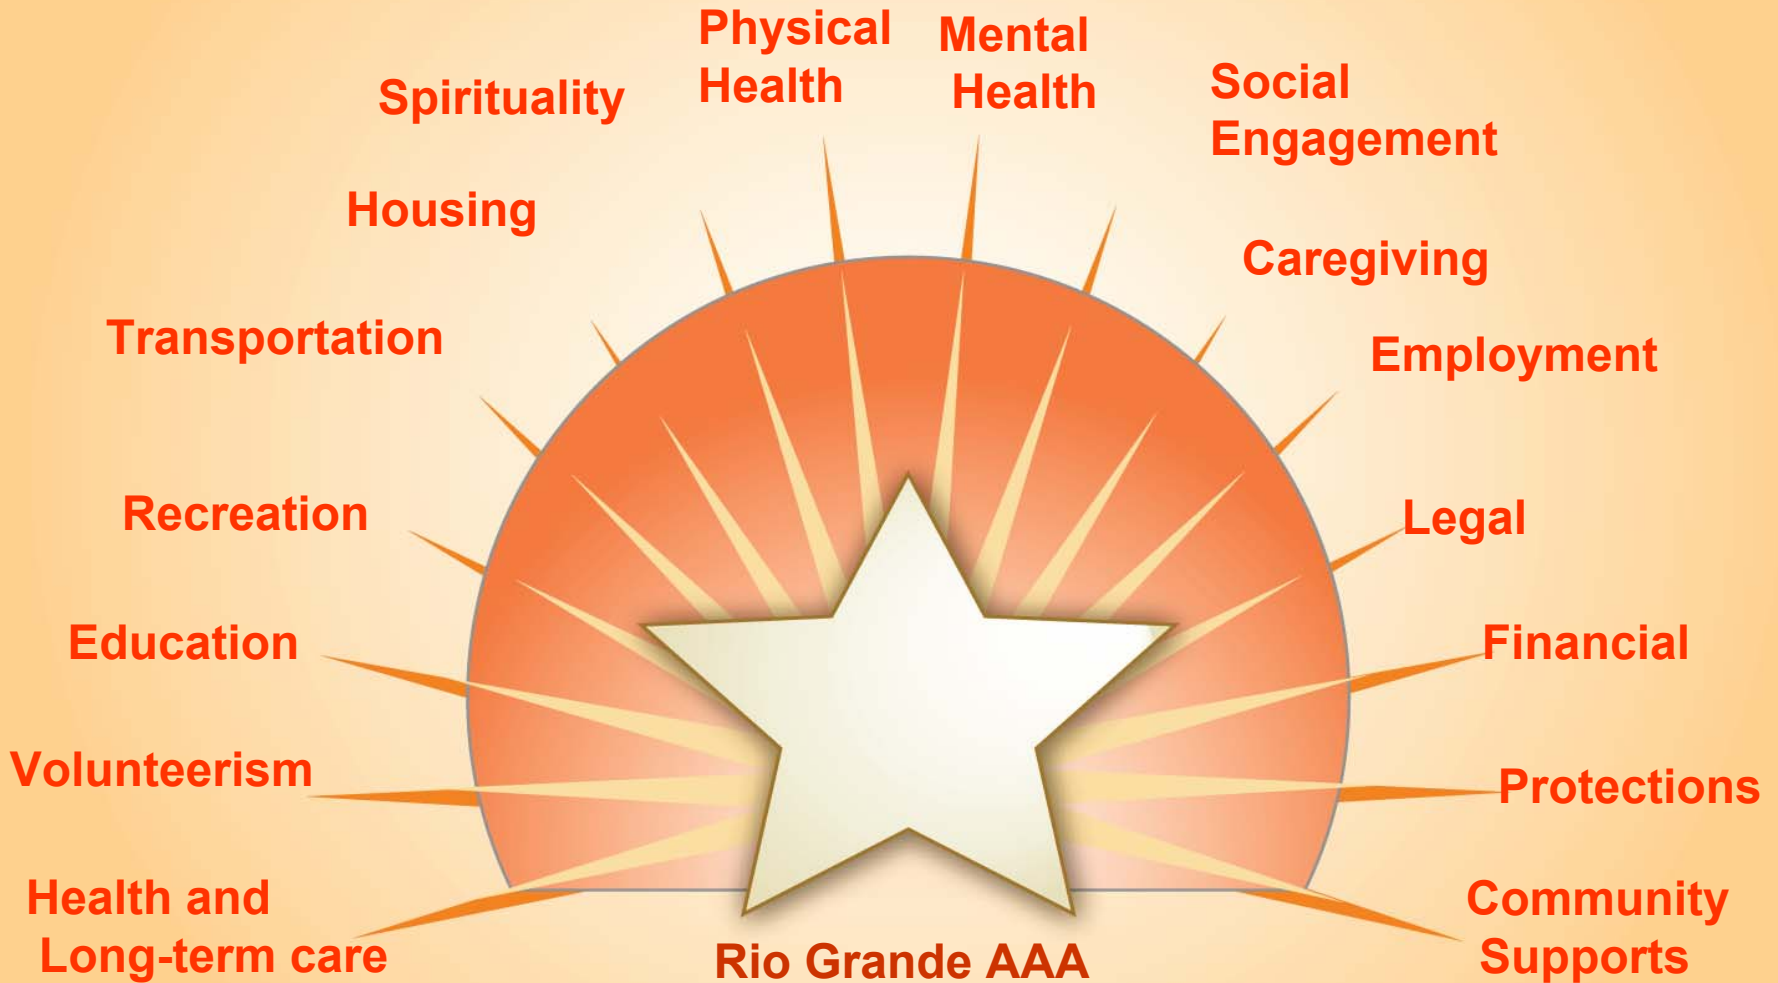 Physical
Health
Mental
Health
Spirituality
Social
Engagement
Housing
Caregiving
Transportation
Employment
Recreation
Legal
Education
Financial
Volunteerism
Protections
Health and
Long-term care
Community
Supports
Rio Grande AAA